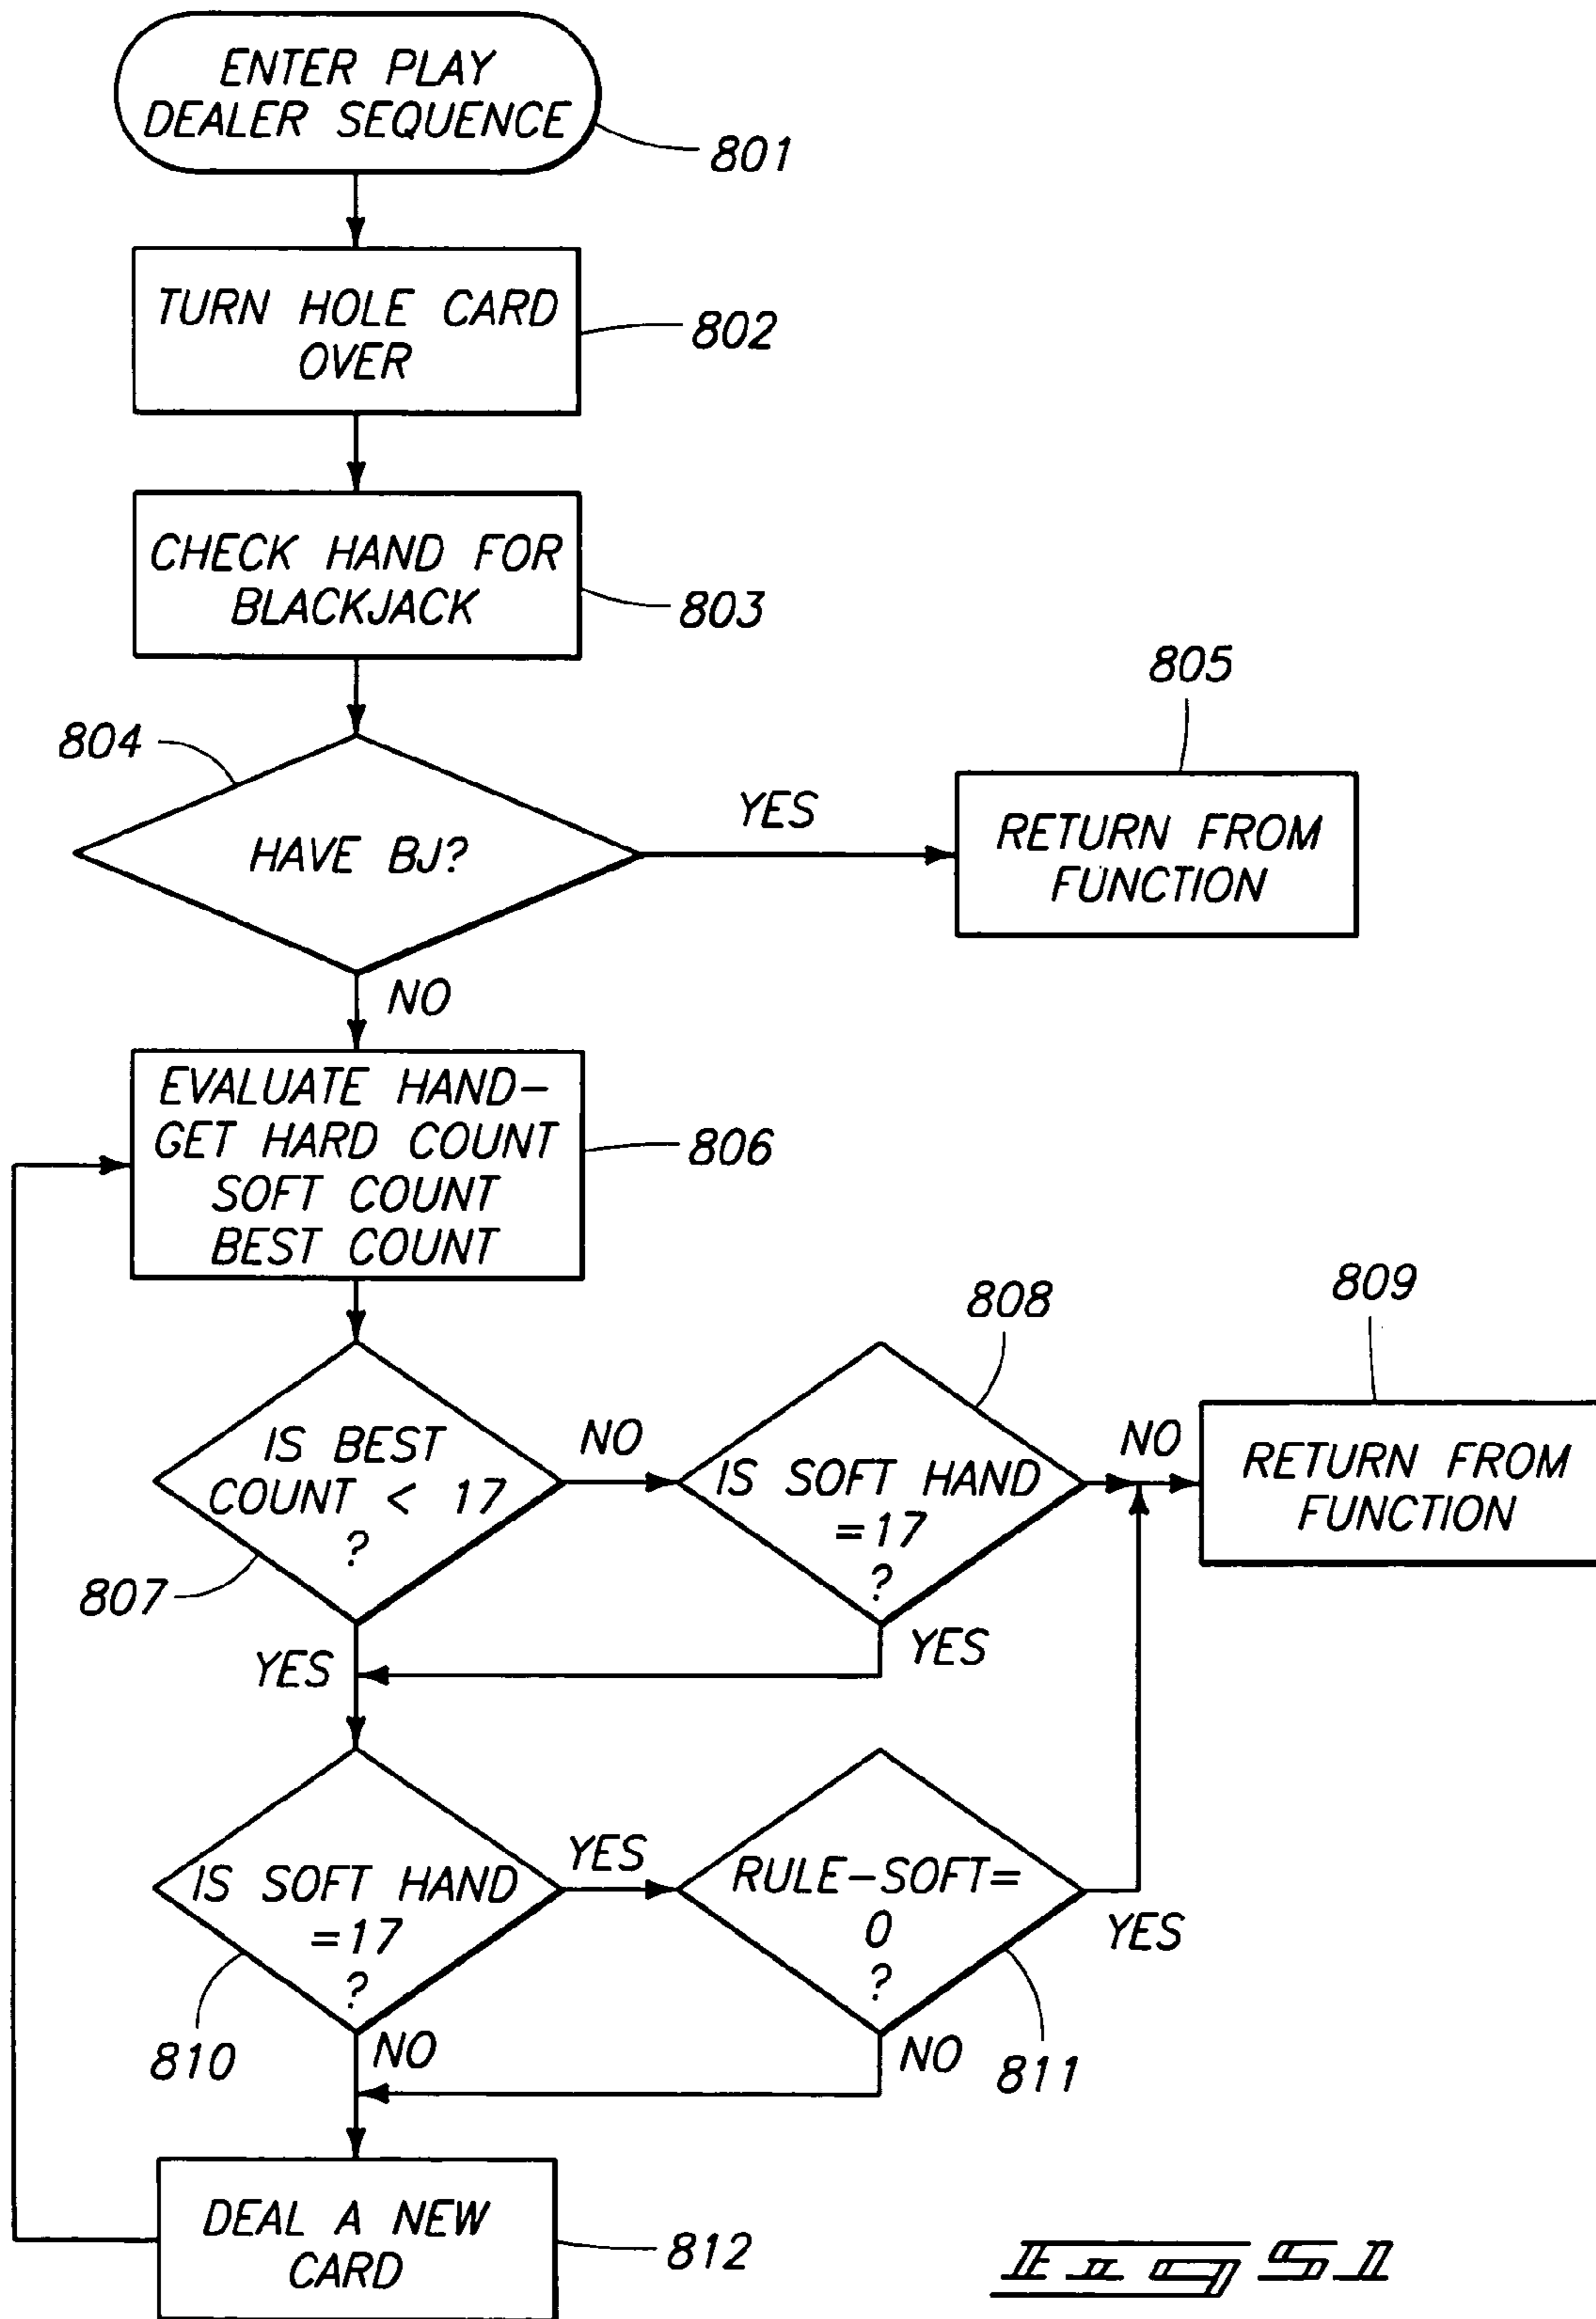 ENTER PLAY
DEALER SEQUENCE
801
TURN HOLE CARD
OVER
802
CHECK HAND FOR
BLACKJACK
803
804
HAVE BJ?
YES
805
RETURN FROM
FUNCTION
NO
EVALUATE HAND-
GET HARD COUNT
SOFT COUNT
BEST COUNT
806
IS BEST
COUNT < 17
?
807
NO
808
IS SOFT HAND
=17
?
NO
809
RETURN FROM
FUNCTION
YES
YES
IS SOFT HAND
=17
?
810
YES
RULE-SOFT=
0
?
811
YES
NO
NO
DEAL A NEW
CARD
812
Fig 51